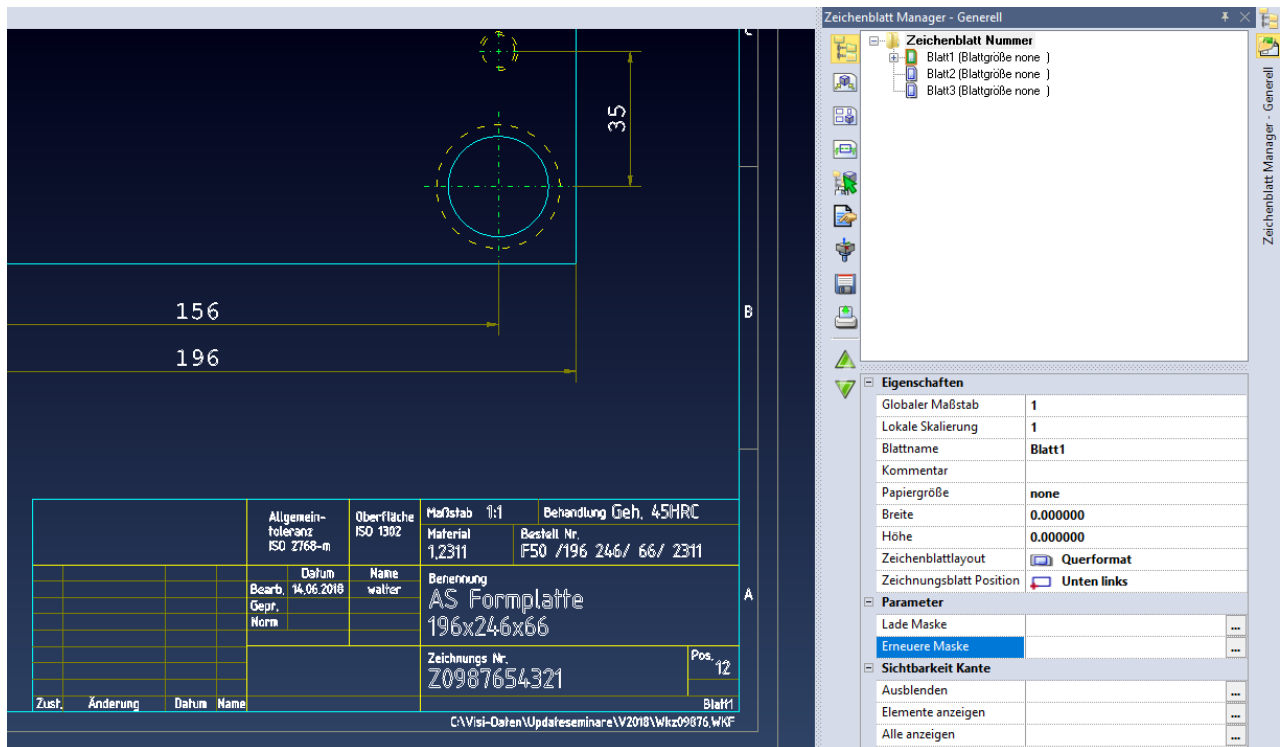 Zeichenblatt Manager - Generell
Zeichenblatt Nummer
Blatt1 (Blattgröße none )
Blatt2 (Blattgröße none )
Blatt3 (Blattgröße none )
Zeichenblatt Manager - Generell
C
35
B
156
196
A
Eigenschaften
Globaler Maßstab 1
Lokale Skalierung 1
Blattname Blatt1
Kommentar
Papiergröße none
Breite 0.000000
Höhe 0.000000
Zeichenblattlayout Querformat
Zeichnungsblatt Position Unten links
Parameter
Lade Maske ...
Erneuere Maske ...
Sichtbarkeit Kante
Ausblenden ...
Elemente anzeigen ...
Alle anzeigen ...
Allgemein-
toleranz
ISO 2768-m
Oberfläche
ISO 1302
Maßstab 1:1
Behandlung Geh. 45HRC
Material
1.2311
Bestell Nr.
F50 /196 246/ 66/ 2311
Datum Name
Bearb. 14.06.2018 walter
Gepr.
Norm
Benennung
AS Formplatte
196x246x66
Zeichnungs Nr.
Z0987654321
Pos.
12
Zust. Änderung Datum Name
Blatt1
C:\Visi-Daten\Updateseminare\V2018\Wkz09876.WKF